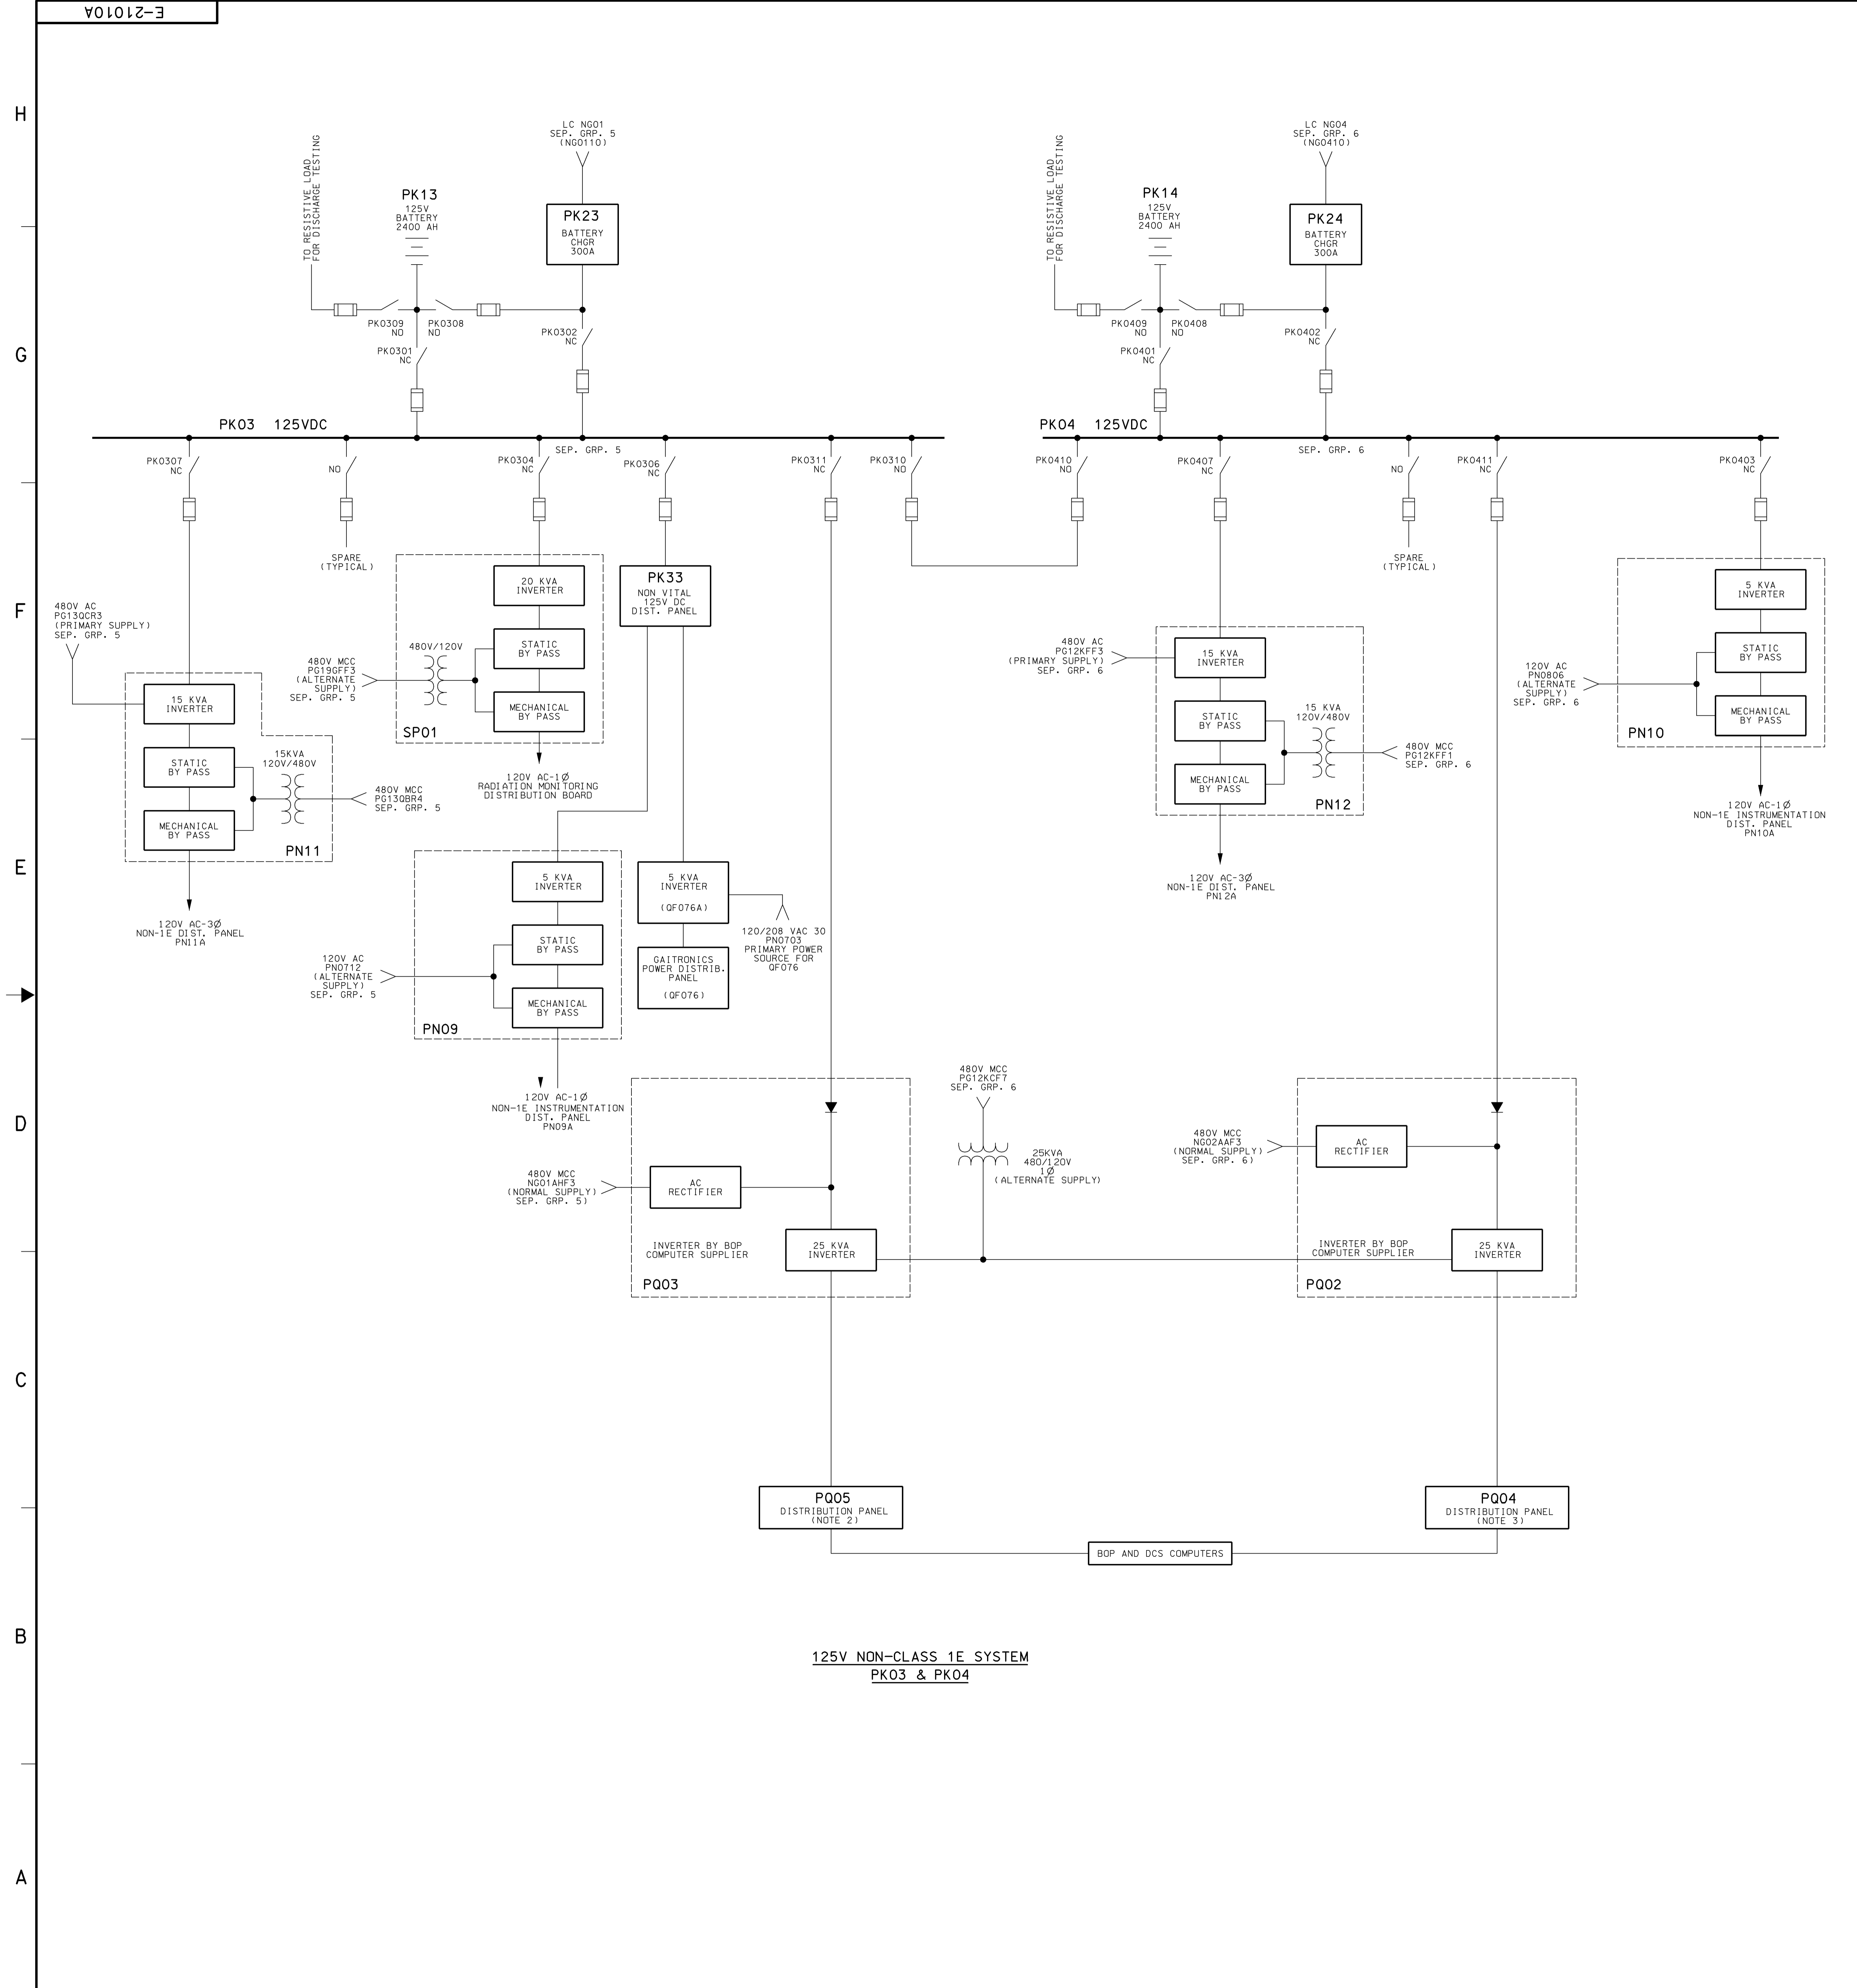 E-21010A
H
G
F
E
D
C
B
A
TO RESISTIVE LOAD
FOR DISCHARGE TESTING
PK13
125V
BATTERY
2400 AH
LC NG01
SEP. GRP. 5
(NG0110)
PK23
BATTERY
CHGR
300A
PK0309
NO
PK0308
NO
PK0301
NC
PK0302
NC
TO RESISTIVE LOAD
FOR DISCHARGE TESTING
PK14
125V
BATTERY
2400 AH
LC NG04
SEP. GRP. 6
(NG0410)
PK24
BATTERY
CHGR
300A
PK0409
NO
PK0408
NO
PK0401
NC
PK0402
NC
PK03 125VDC
SEP. GRP. 5
PK04 125VDC
SEP. GRP. 6
PK0307
NC
NO
PK0304
NC
PK0306
NC
PK0311
NC
PK0310
NO
PK0410
NO
PK0407
NC
NO
PK0411
NC
PK0403
NC
SPARE
(TYPICAL)
SPARE
(TYPICAL)
480V AC
PG13QCR3
(PRIMARY SUPPLY)
SEP. GRP. 5
15 KVA
INVERTER
STATIC
BY PASS
MECHANICAL
BY PASS
15KVA
120V/480V
PN11
480V MCC
PG13QBR4
SEP. GRP. 5
120V AC-3Ø
NON-1E DIST. PANEL
PN11A
480V MCC
PG19GFF3
(ALTERNATE
SUPPLY)
SEP. GRP. 5
480V/120V
20 KVA
INVERTER
STATIC
BY PASS
MECHANICAL
BY PASS
SP01
120V AC-1Ø
RADIATION MONITORING
DISTRIBUTION BOARD
PK33
NON VITAL
125V DC
DIST. PANEL
5 KVA
INVERTER
STATIC
BY PASS
MECHANICAL
BY PASS
PN09
120V AC
PN0712
(ALTERNATE
SUPPLY)
SEP. GRP. 5
120V AC-1Ø
NON-1E INSTRUMENTATION
DIST. PANEL
PN09A
5 KVA
INVERTER
(QF076A)
GAITRONICS
POWER DISTRIB.
PANEL
(QF076)
120/208 VAC 30
PN0703
PRIMARY POWER
SOURCE FOR
QF076
480V AC
PG12KFF3
(PRIMARY SUPPLY)
SEP. GRP. 6
15 KVA
INVERTER
STATIC
BY PASS
MECHANICAL
BY PASS
15 KVA
120V/480V
PN12
480V MCC
PG12KFF1
SEP. GRP. 6
120V AC-3Ø
NON-1E DIST. PANEL
PN12A
120V AC
PN0806
(ALTERNATE
SUPPLY)
SEP. GRP. 6
5 KVA
INVERTER
STATIC
BY PASS
MECHANICAL
BY PASS
PN10
120V AC-1Ø
NON-1E INSTRUMENTATION
DIST. PANEL
PN10A
480V MCC
NG01AHF3
(NORMAL SUPPLY)
SEP. GRP. 5)
AC
RECTIFIER
INVERTER BY BOP
COMPUTER SUPPLIER
25 KVA
INVERTER
PQ03
480V MCC
PG12KCF7
SEP. GRP. 6
25KVA
480/120V
1Ø
(ALTERNATE SUPPLY)
480V MCC
NG02AAF3
(NORMAL SUPPLY)
SEP. GRP. 6)
AC
RECTIFIER
INVERTER BY BOP
COMPUTER SUPPLIER
25 KVA
INVERTER
PQ02
PQ05
DISTRIBUTION PANEL
(NOTE 2)
PQ04
DISTRIBUTION PANEL
(NOTE 3)
BOP AND DCS COMPUTERS
125V NON-CLASS 1E SYSTEM
PK03 & PK04